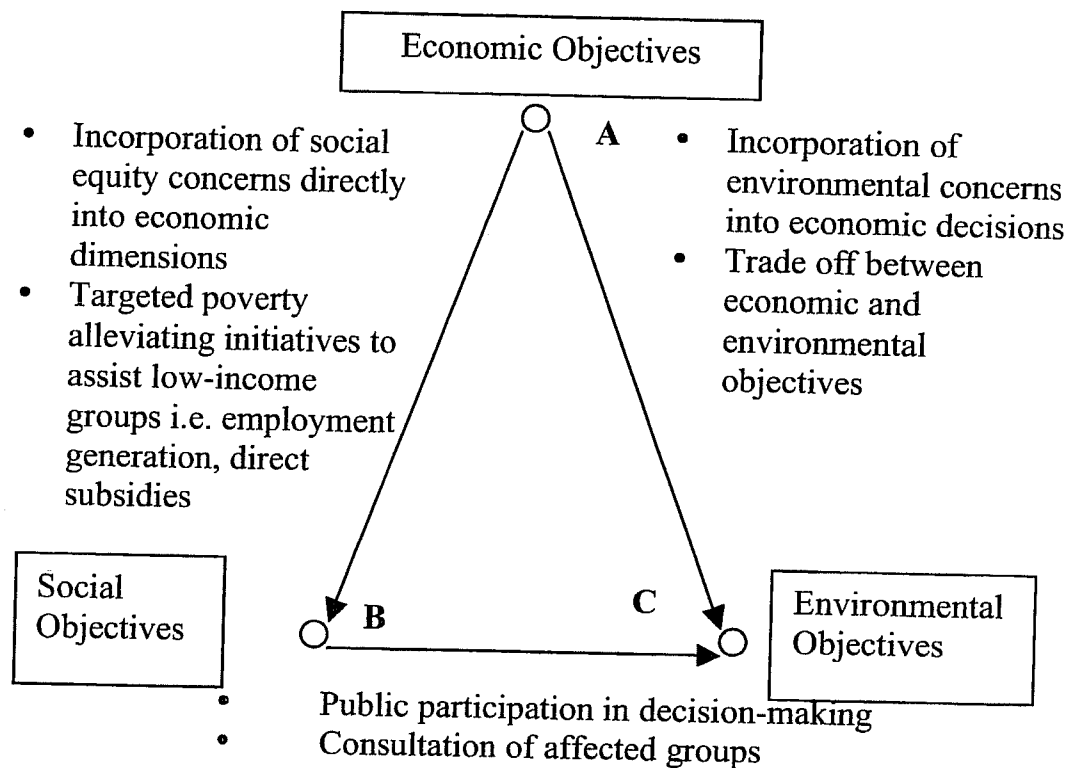 Economic Objectives
A
• Incorporation of social
equity concerns directly
into economic
dimensions
• Targeted poverty
alleviating initiatives to
assist low-income
groups i.e. employment
generation, direct
subsidies
• Incorporation of
environmental concerns
into economic decisions
• Trade off between
economic and
environmental
objectives
Social
Objectives
B
C
Environmental
Objectives
• Public participation in decision-making
• Consultation of affected groups